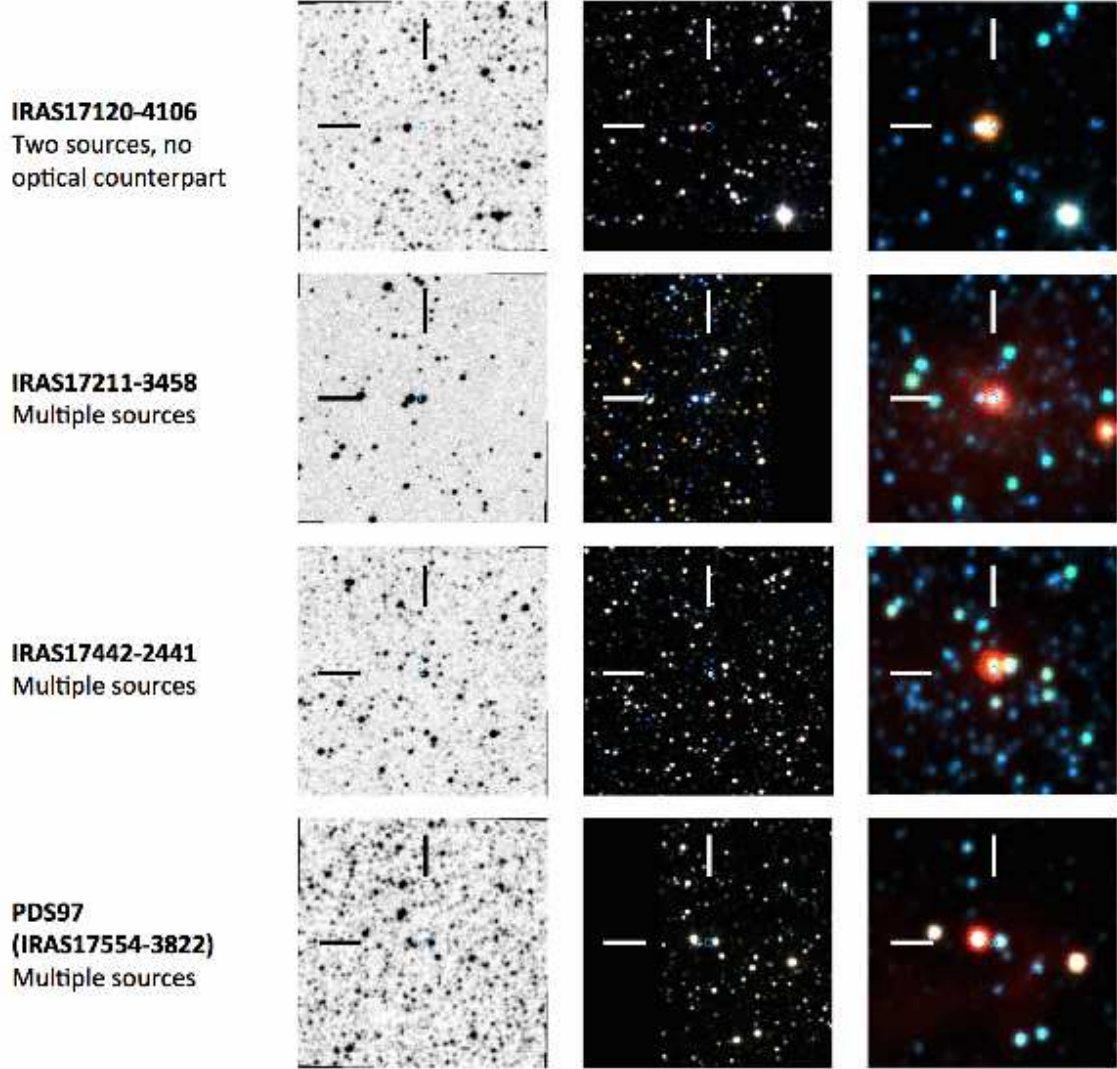 IRAS17120-4106
Two sources, no
optical counterpart
IRAS17211-3458
Multiple sources
IRAS17442-2441
Multiple sources
PDS97
(IRAS17554-3822)
Multiple sources